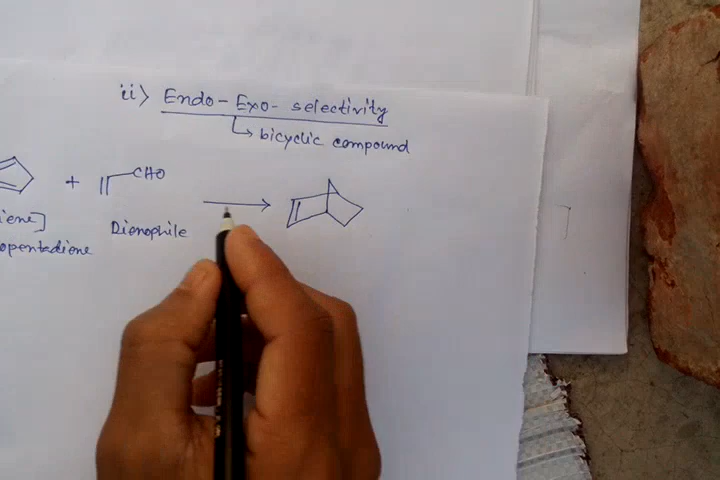 ii> Endo - Exo - selectivity
↳ bicyclic compound
+ CHO
iene]
Dienophile
opentadiene